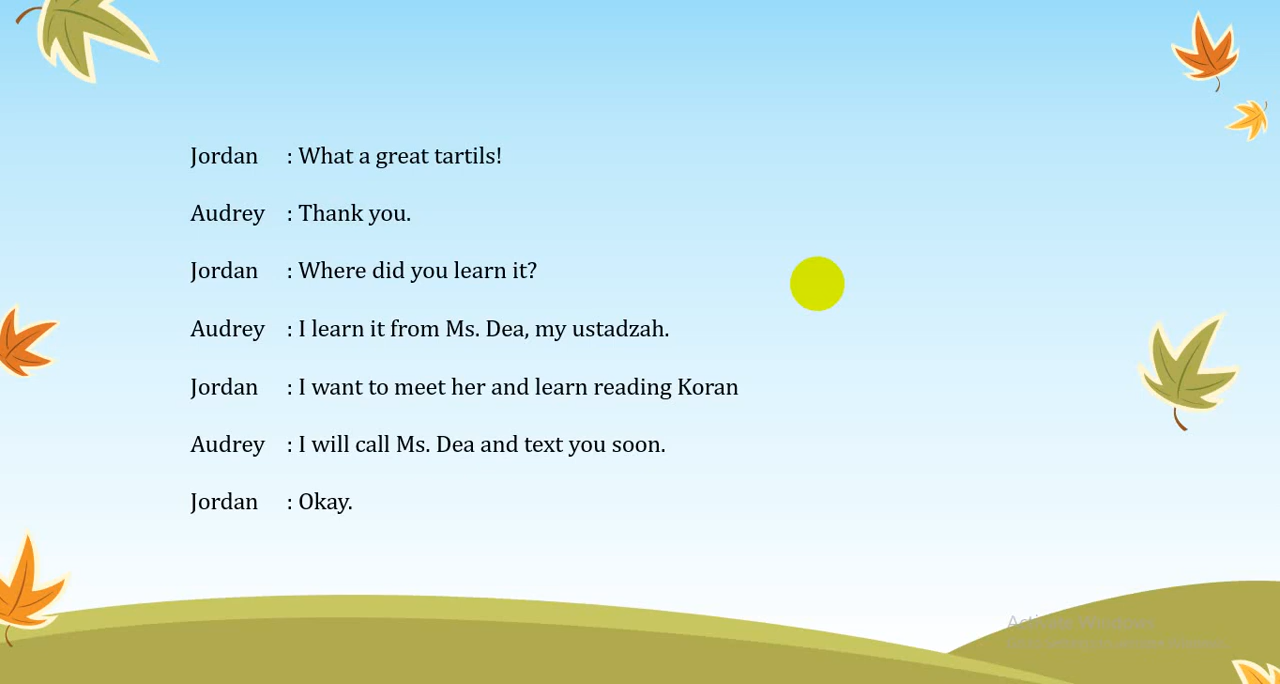 Jordan : What a great tartils!
Audrey : Thank you.
Jordan : Where did you learn it?
Audrey : I learn it from Ms. Dea, my ustadzah.
Jordan : I want to meet her and learn reading Koran
Audrey : I will call Ms. Dea and text you soon.
Jordan : Okay.
Activate Windows